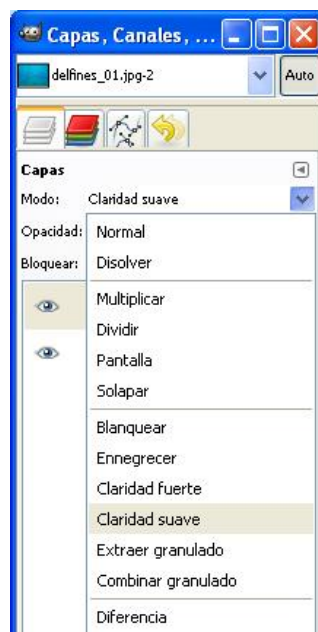 Capas, Canales, ...
delfines_01.jpg-2
Auto
Capas
Modo: Claridad suave
Opacidad:
Bloquear:
Normal
Disolver
Multiplicar
Dividir
Pantalla
Solapar
Blanquear
Ennegrecer
Claridad fuerte
Claridad suave
Extraer granulado
Combinar granulado
Diferencia